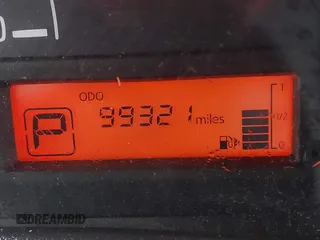 ODO
P
99321 miles
1
1/2
0
DREAMBID